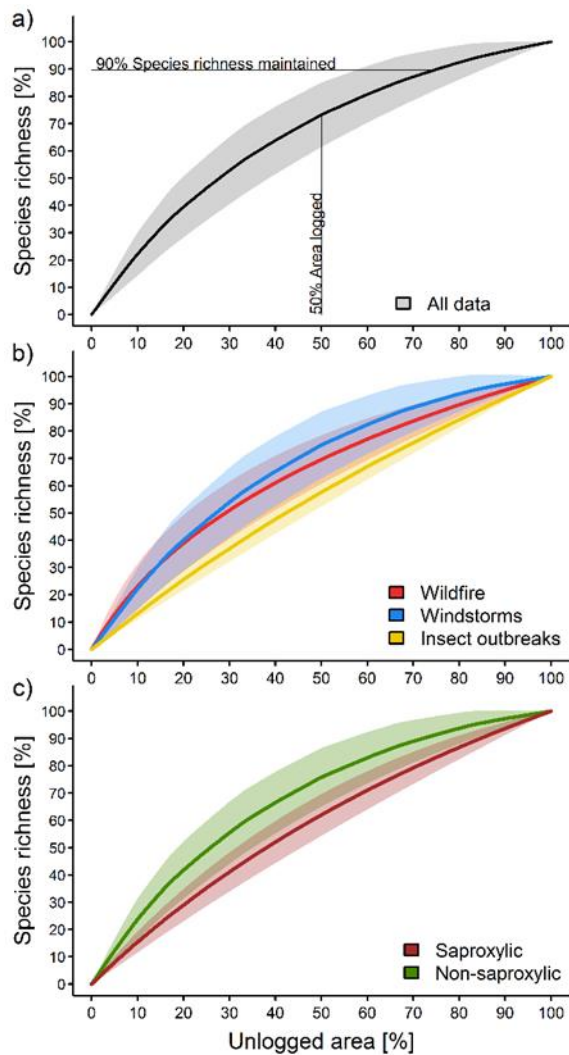 a)
100
90
80
70
60
50
40
30
20
10
0
Species richness [%]
90% Species richness maintained
50% Area logged
All data
0 10 20 30 40 50 60 70 80 90 100
b)
100
90
80
70
60
50
40
30
20
10
0
Species richness [%]
Wildfire
Windstorms
Insect outbreaks
0 10 20 30 40 50 60 70 80 90 100
c)
100
90
80
70
60
50
40
30
20
10
0
Species richness [%]
Saproxylic
Non-saproxylic
0 10 20 30 40 50 60 70 80 90 100
Unlogged area [%]